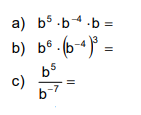 a) b⁵ ·b⁻⁴ ·b =
b) b⁶ ·(b⁻⁴)³ =
c) b⁵/b⁻⁷ =